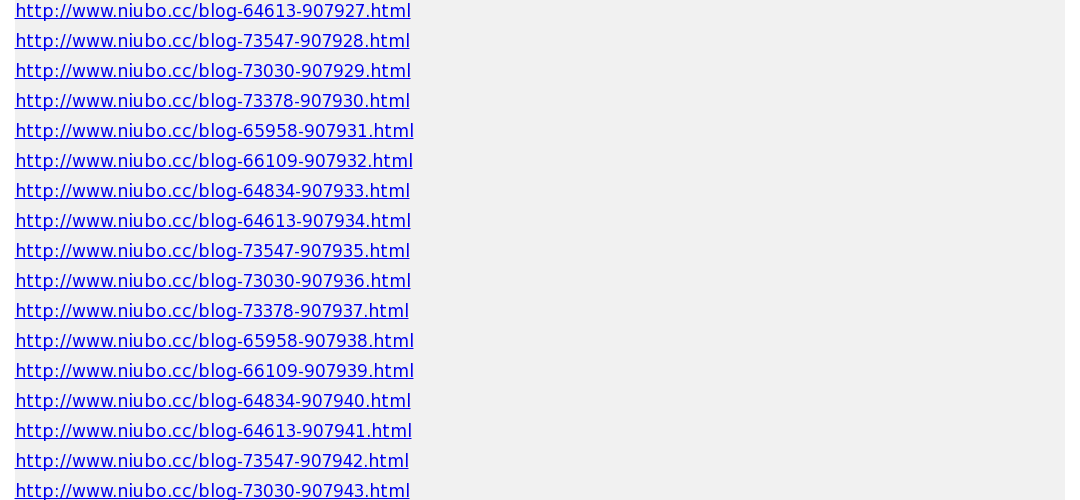 http://www.niubo.cc/blog-64613-907927.html
http://www.niubo.cc/blog-73547-907928.html
http://www.niubo.cc/blog-73030-907929.html
http://www.niubo.cc/blog-73378-907930.html
http://www.niubo.cc/blog-65958-907931.html
http://www.niubo.cc/blog-66109-907932.html
http://www.niubo.cc/blog-64834-907933.html
http://www.niubo.cc/blog-64613-907934.html
http://www.niubo.cc/blog-73547-907935.html
http://www.niubo.cc/blog-73030-907936.html
http://www.niubo.cc/blog-73378-907937.html
http://www.niubo.cc/blog-65958-907938.html
http://www.niubo.cc/blog-66109-907939.html
http://www.niubo.cc/blog-64834-907940.html
http://www.niubo.cc/blog-64613-907941.html
http://www.niubo.cc/blog-73547-907942.html
http://www.niubo.cc/blog-73030-907943.html